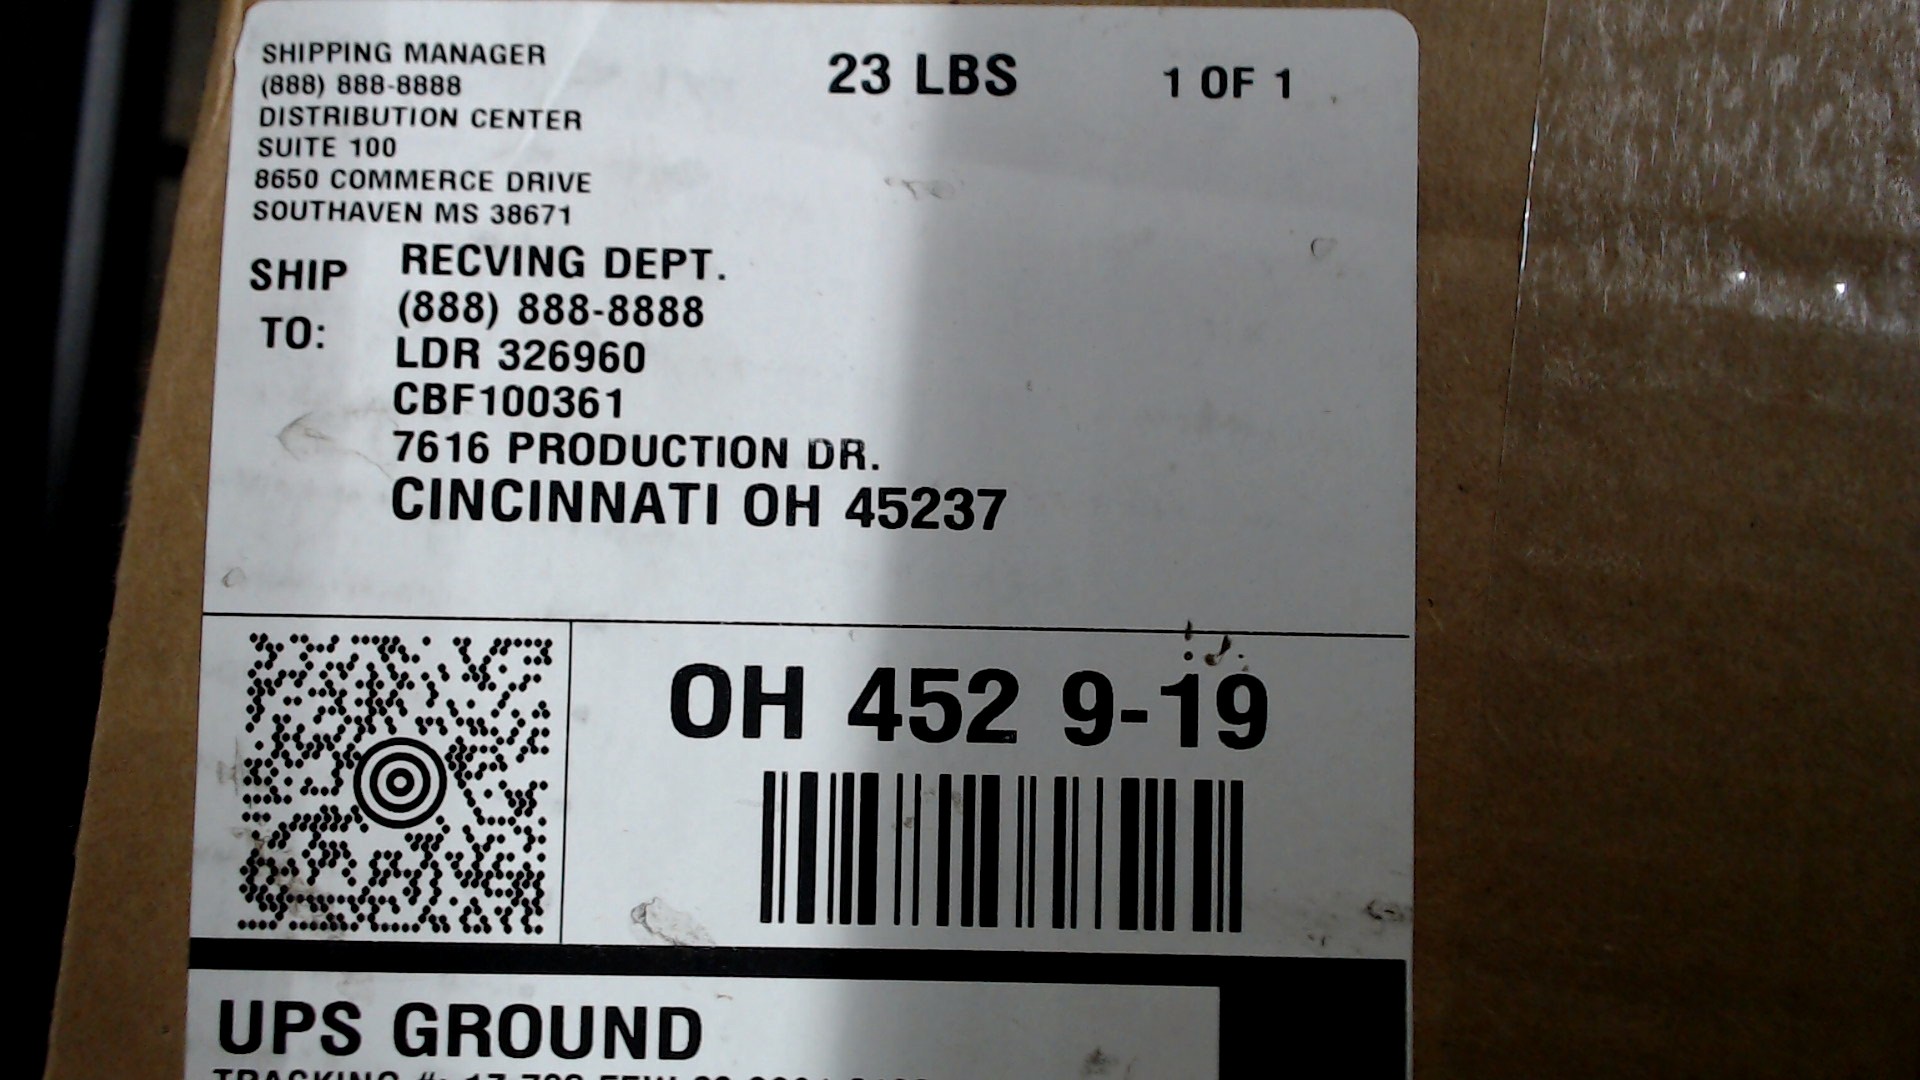 SHIPPING MANAGER
(888) 888-8888
DISTRIBUTION CENTER
SUITE 100
8650 COMMERCE DRIVE
SOUTHAVEN MS 38671
23 LBS
1 OF 1
SHIP TO:
RECVING DEPT.
(888) 888-8888
LDR 326960
CBF100361
7616 PRODUCTION DR.
CINCINNATI OH 45237
OH 452 9-19
UPS GROUND
TRACKING #: